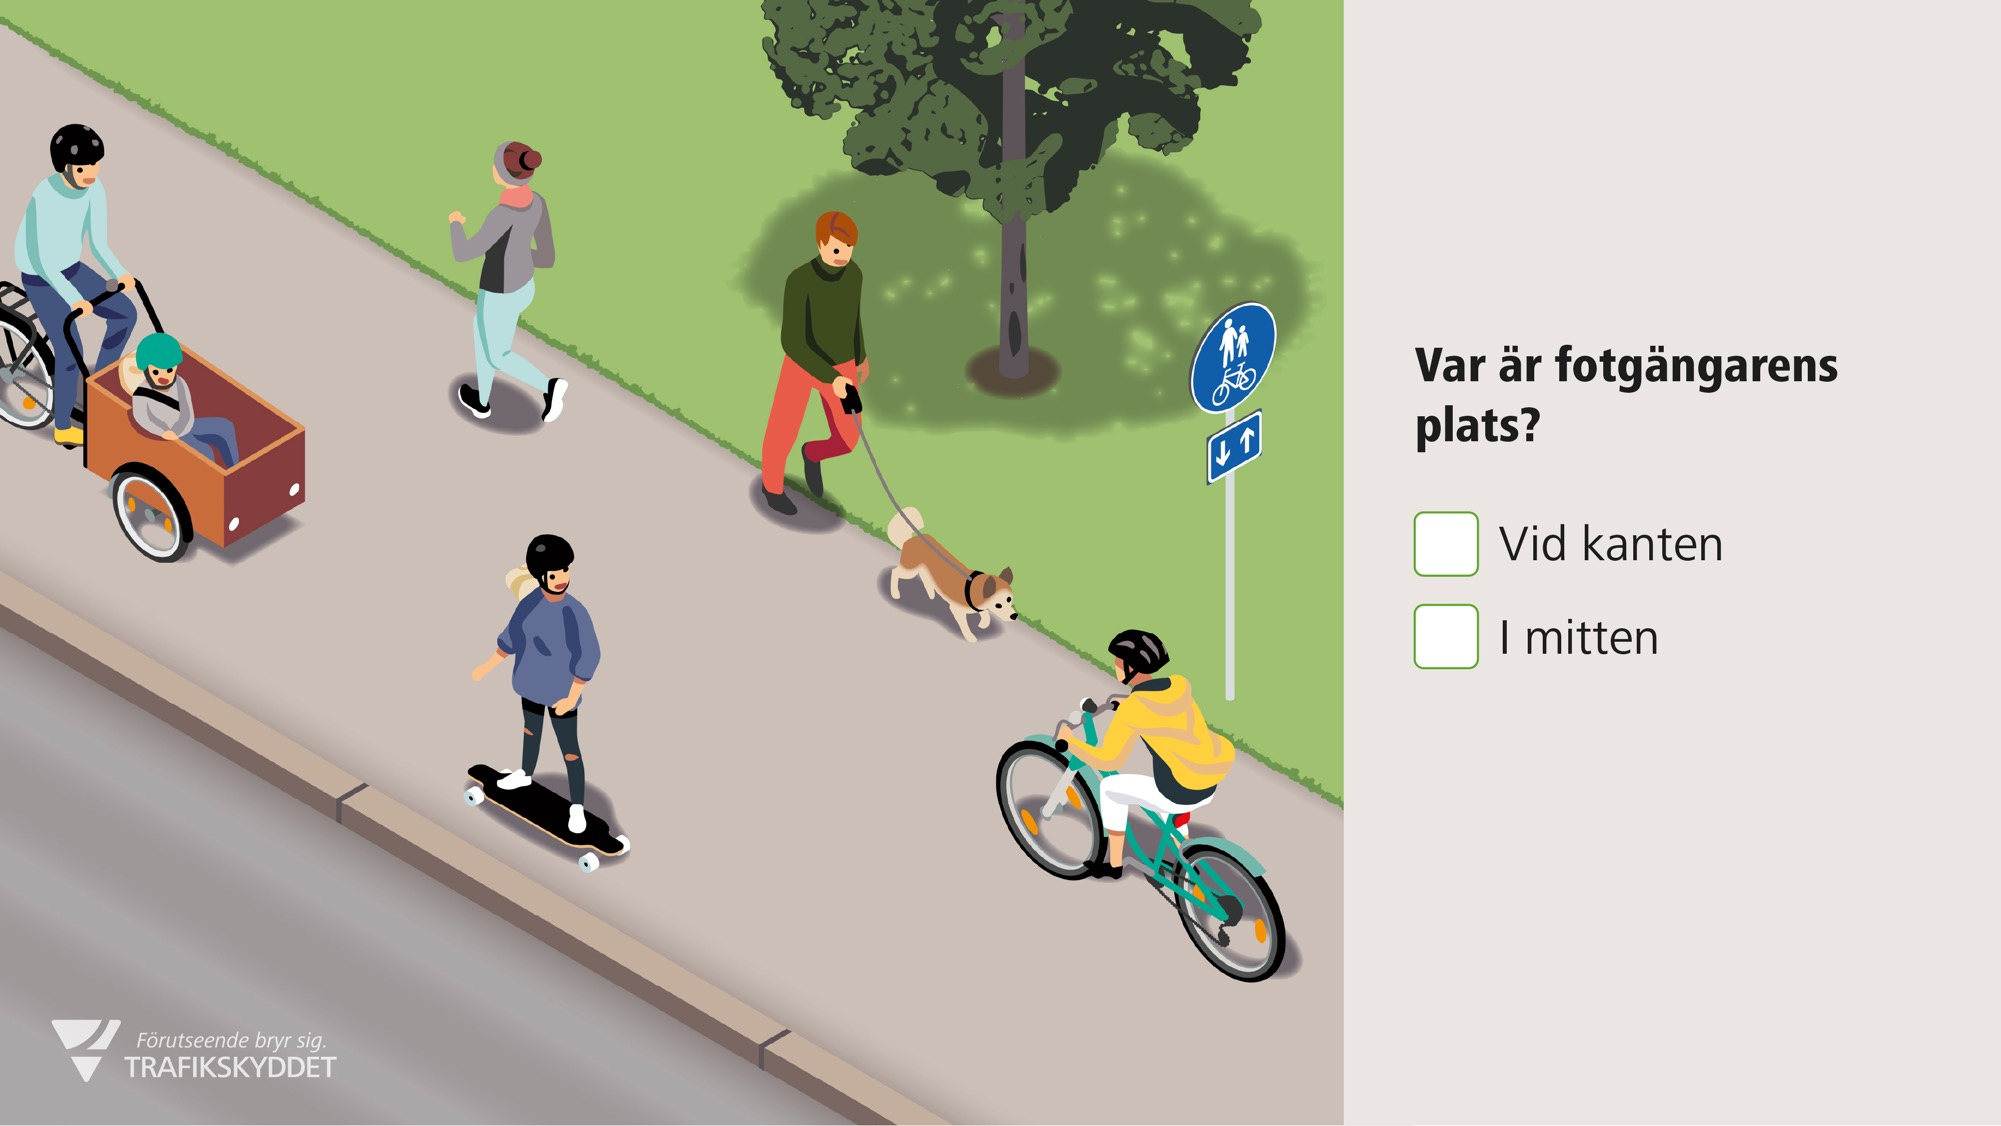 Var är fotgängarens
plats?
Vid kanten
I mitten
Förutseende bryr sig.
TRAFIKSKYDDET